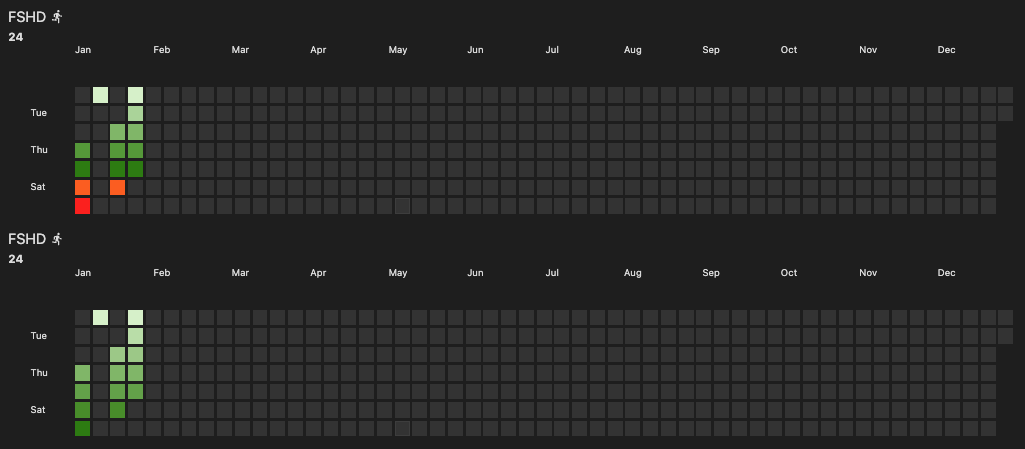 FSHD
24
Jan Feb Mar Apr May Jun Jul Aug Sep Oct Nov Dec
Tue
Thu
Sat
FSHD
24
Jan Feb Mar Apr May Jun Jul Aug Sep Oct Nov Dec
Tue
Thu
Sat